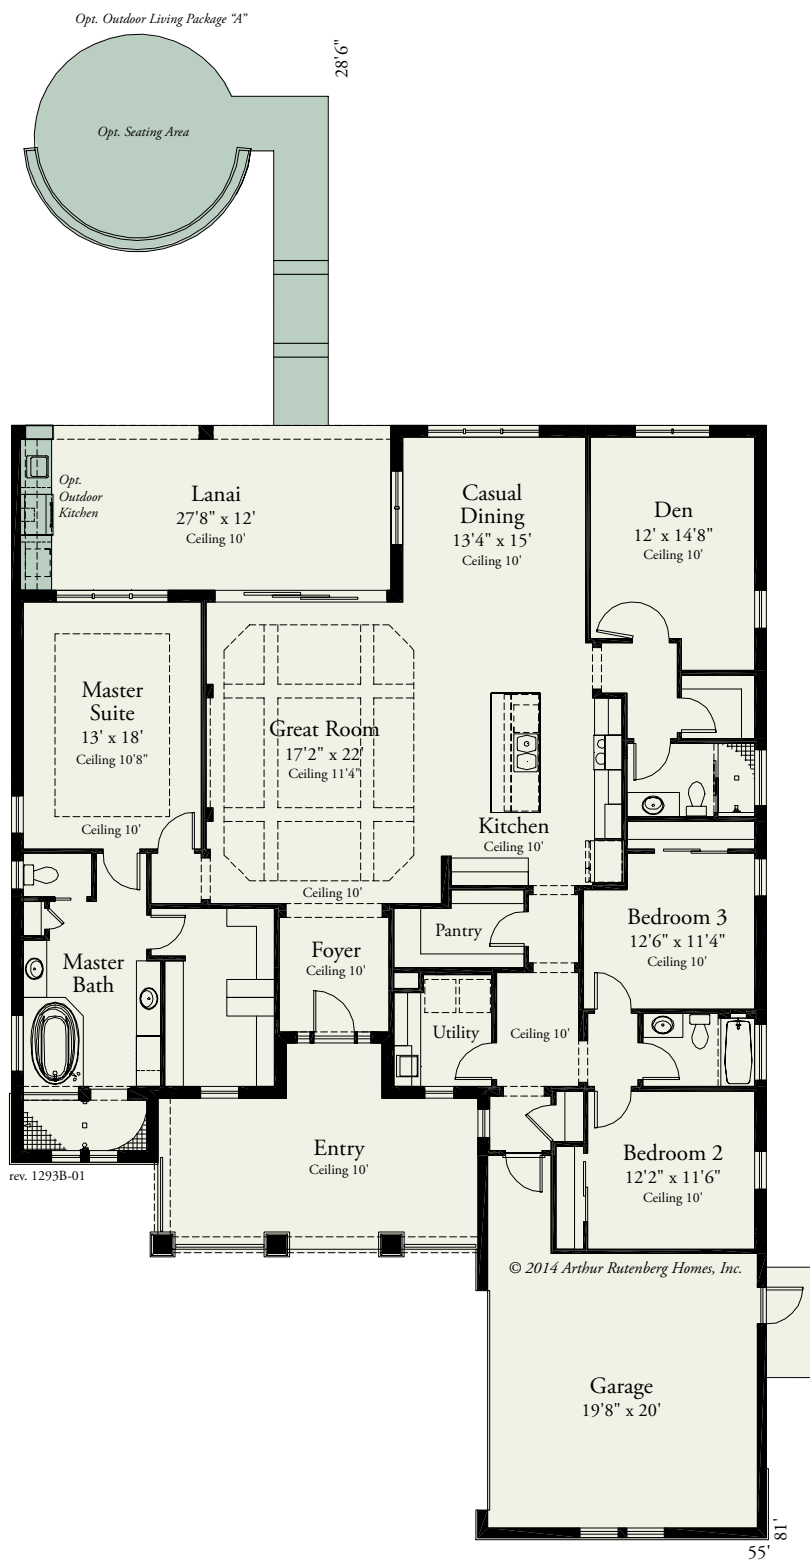 Opt. Outdoor Living Package “A”
28'6"
Opt. Seating Area
Opt.
Outdoor
Kitchen
Lanai
27'8" x 12'
Ceiling 10'
Casual
Dining
13'4" x 15'
Ceiling 10'
Den
12' x 14'8"
Ceiling 10'
Master
Suite
13' x 18'
Ceiling 10'8"
Ceiling 10'
Great Room
17'2" x 22'
Ceiling 11'4"
Ceiling 10'
Kitchen
Ceiling 10'
Pantry
Bedroom 3
12'6" x 11'4"
Ceiling 10'
Foyer
Ceiling 10'
Master
Bath
Utility
Ceiling 10'
Entry
Ceiling 10'
Bedroom 2
12'2" x 11'6"
Ceiling 10'
rev. 1293B-01
© 2014 Arthur Rutenberg Homes, Inc.
Garage
19'8" x 20'
81'
55'